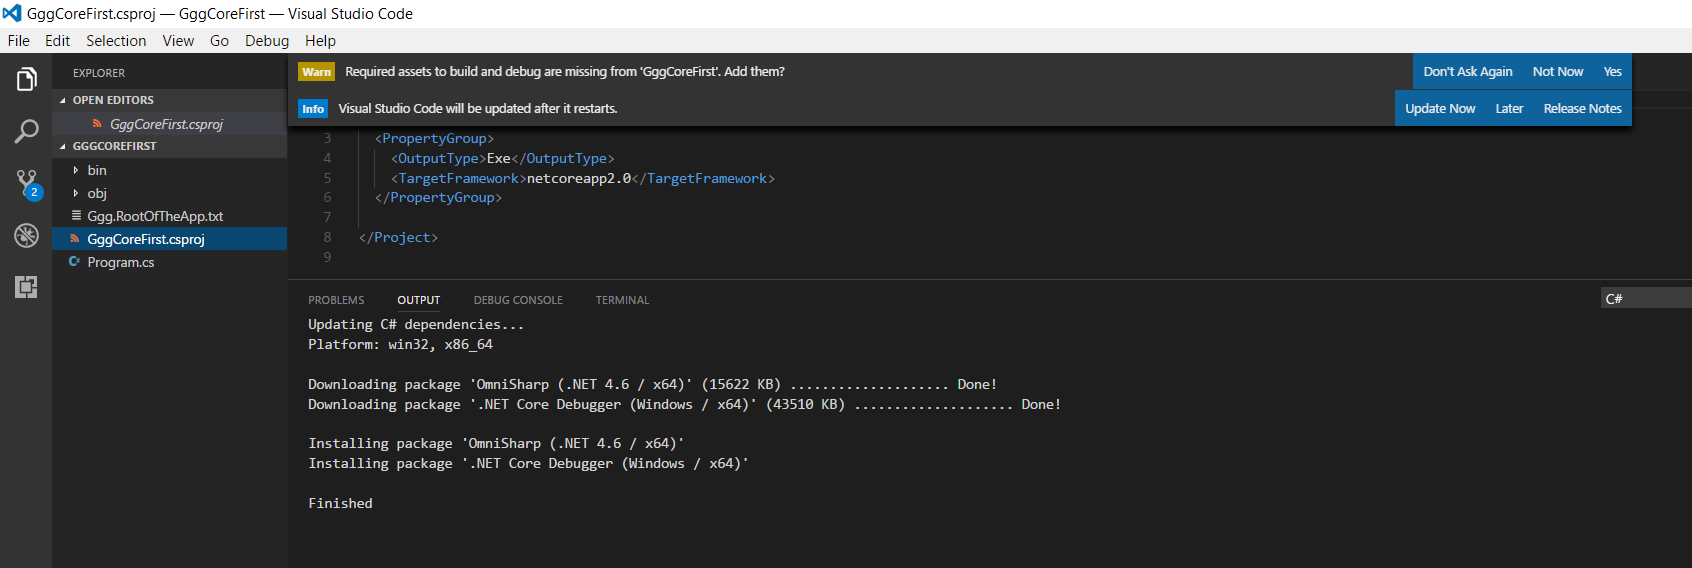 GggCoreFirst.csproj — GggCoreFirst — Visual Studio Code
File Edit Selection View Go Debug Help
EXPLORER
OPEN EDITORS
GggCoreFirst.csproj
GGGCOREFIRST
bin
obj
Ggg.RootOfTheApp.txt
GggCoreFirst.csproj
C# Program.cs
2
Warn Required assets to build and debug are missing from 'GggCoreFirst'. Add them? Don't Ask Again Not Now Yes
Info Visual Studio Code will be updated after it restarts. Update Now Later Release Notes
3 <PropertyGroup>
4 <OutputType>Exe</OutputType>
5 <TargetFramework>netcoreapp2.0</TargetFramework>
6 </PropertyGroup>
7
8 </Project>
9
PROBLEMS OUTPUT DEBUG CONSOLE TERMINAL C#
Updating C# dependencies...
Platform: win32, x86_64
Downloading package 'OmniSharp (.NET 4.6 / x64)' (15622 KB) .................... Done!
Downloading package '.NET Core Debugger (Windows / x64)' (43510 KB) .................... Done!
Installing package 'OmniSharp (.NET 4.6 / x64)'
Installing package '.NET Core Debugger (Windows / x64)'
Finished